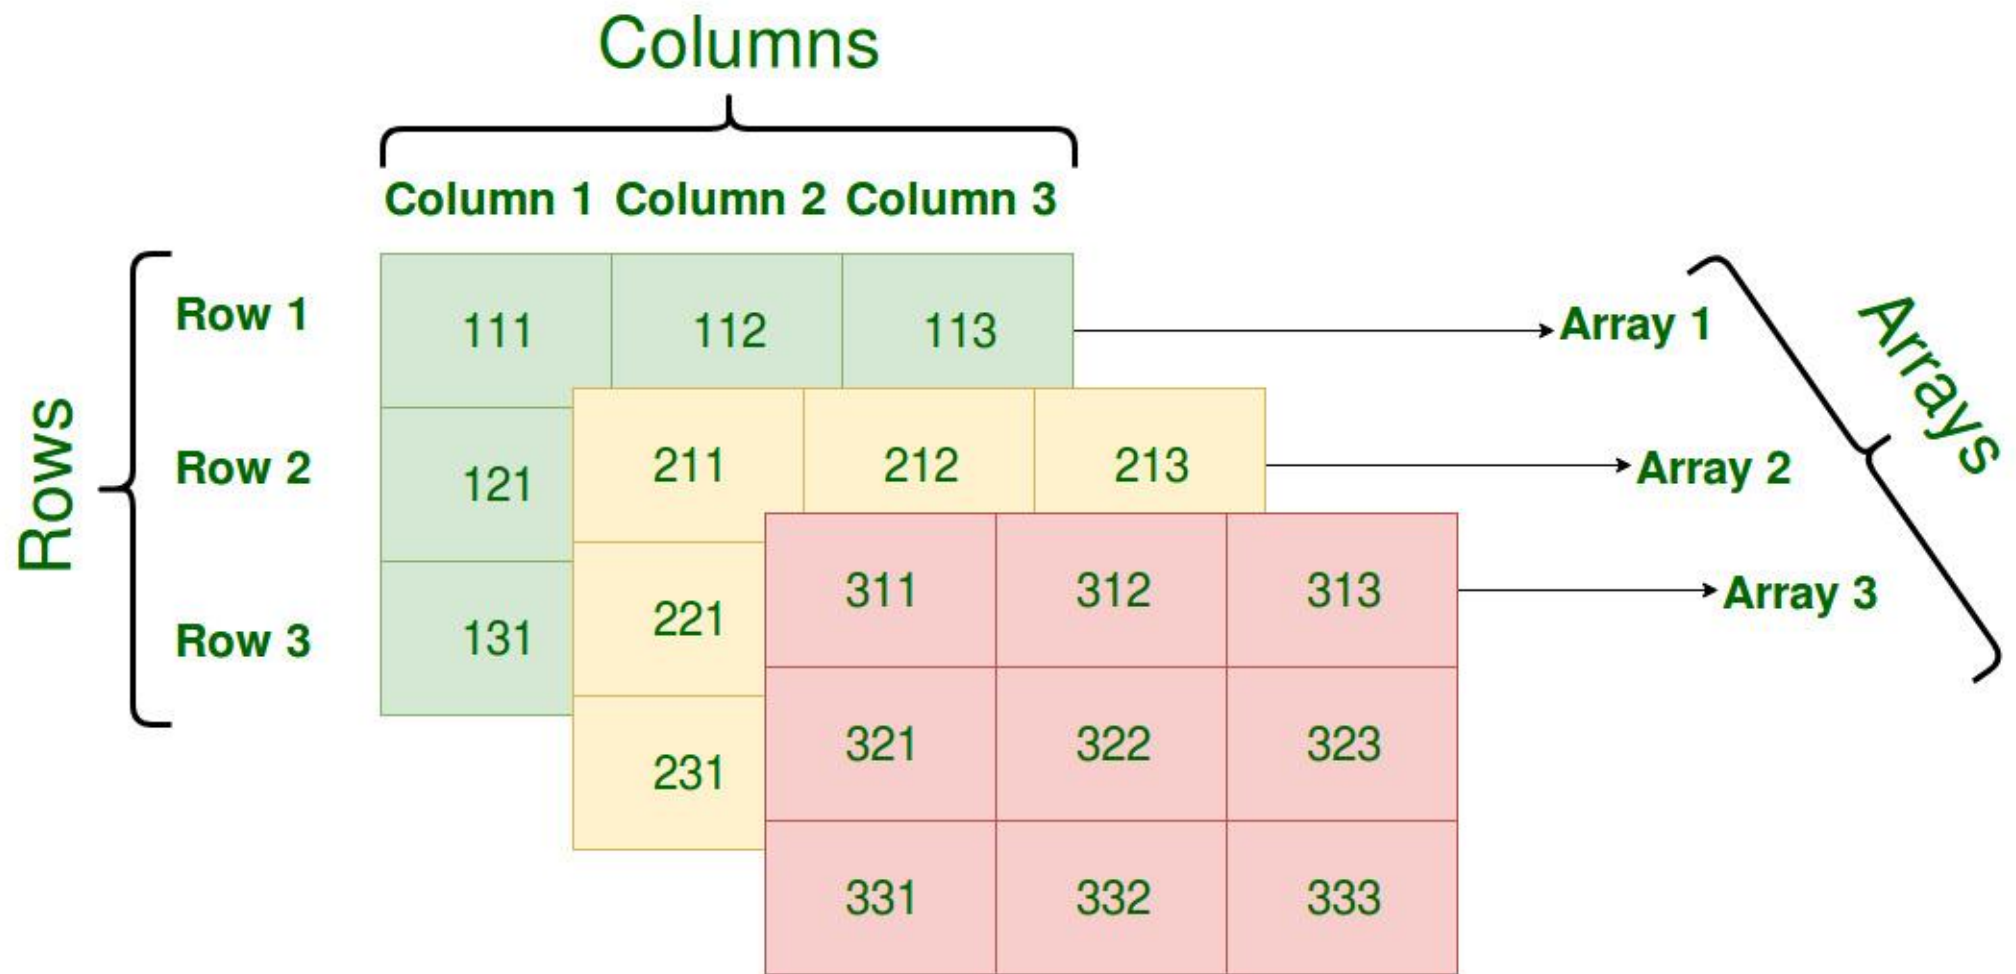 Columns
Column 1 Column 2 Column 3
Rows
Row 1
111 112 113
Array 1
Row 2
121
211 212 213
Array 2
Row 3
131
221
311 312 313
Array 3
231
321 322 323
331 332 333
Arrays